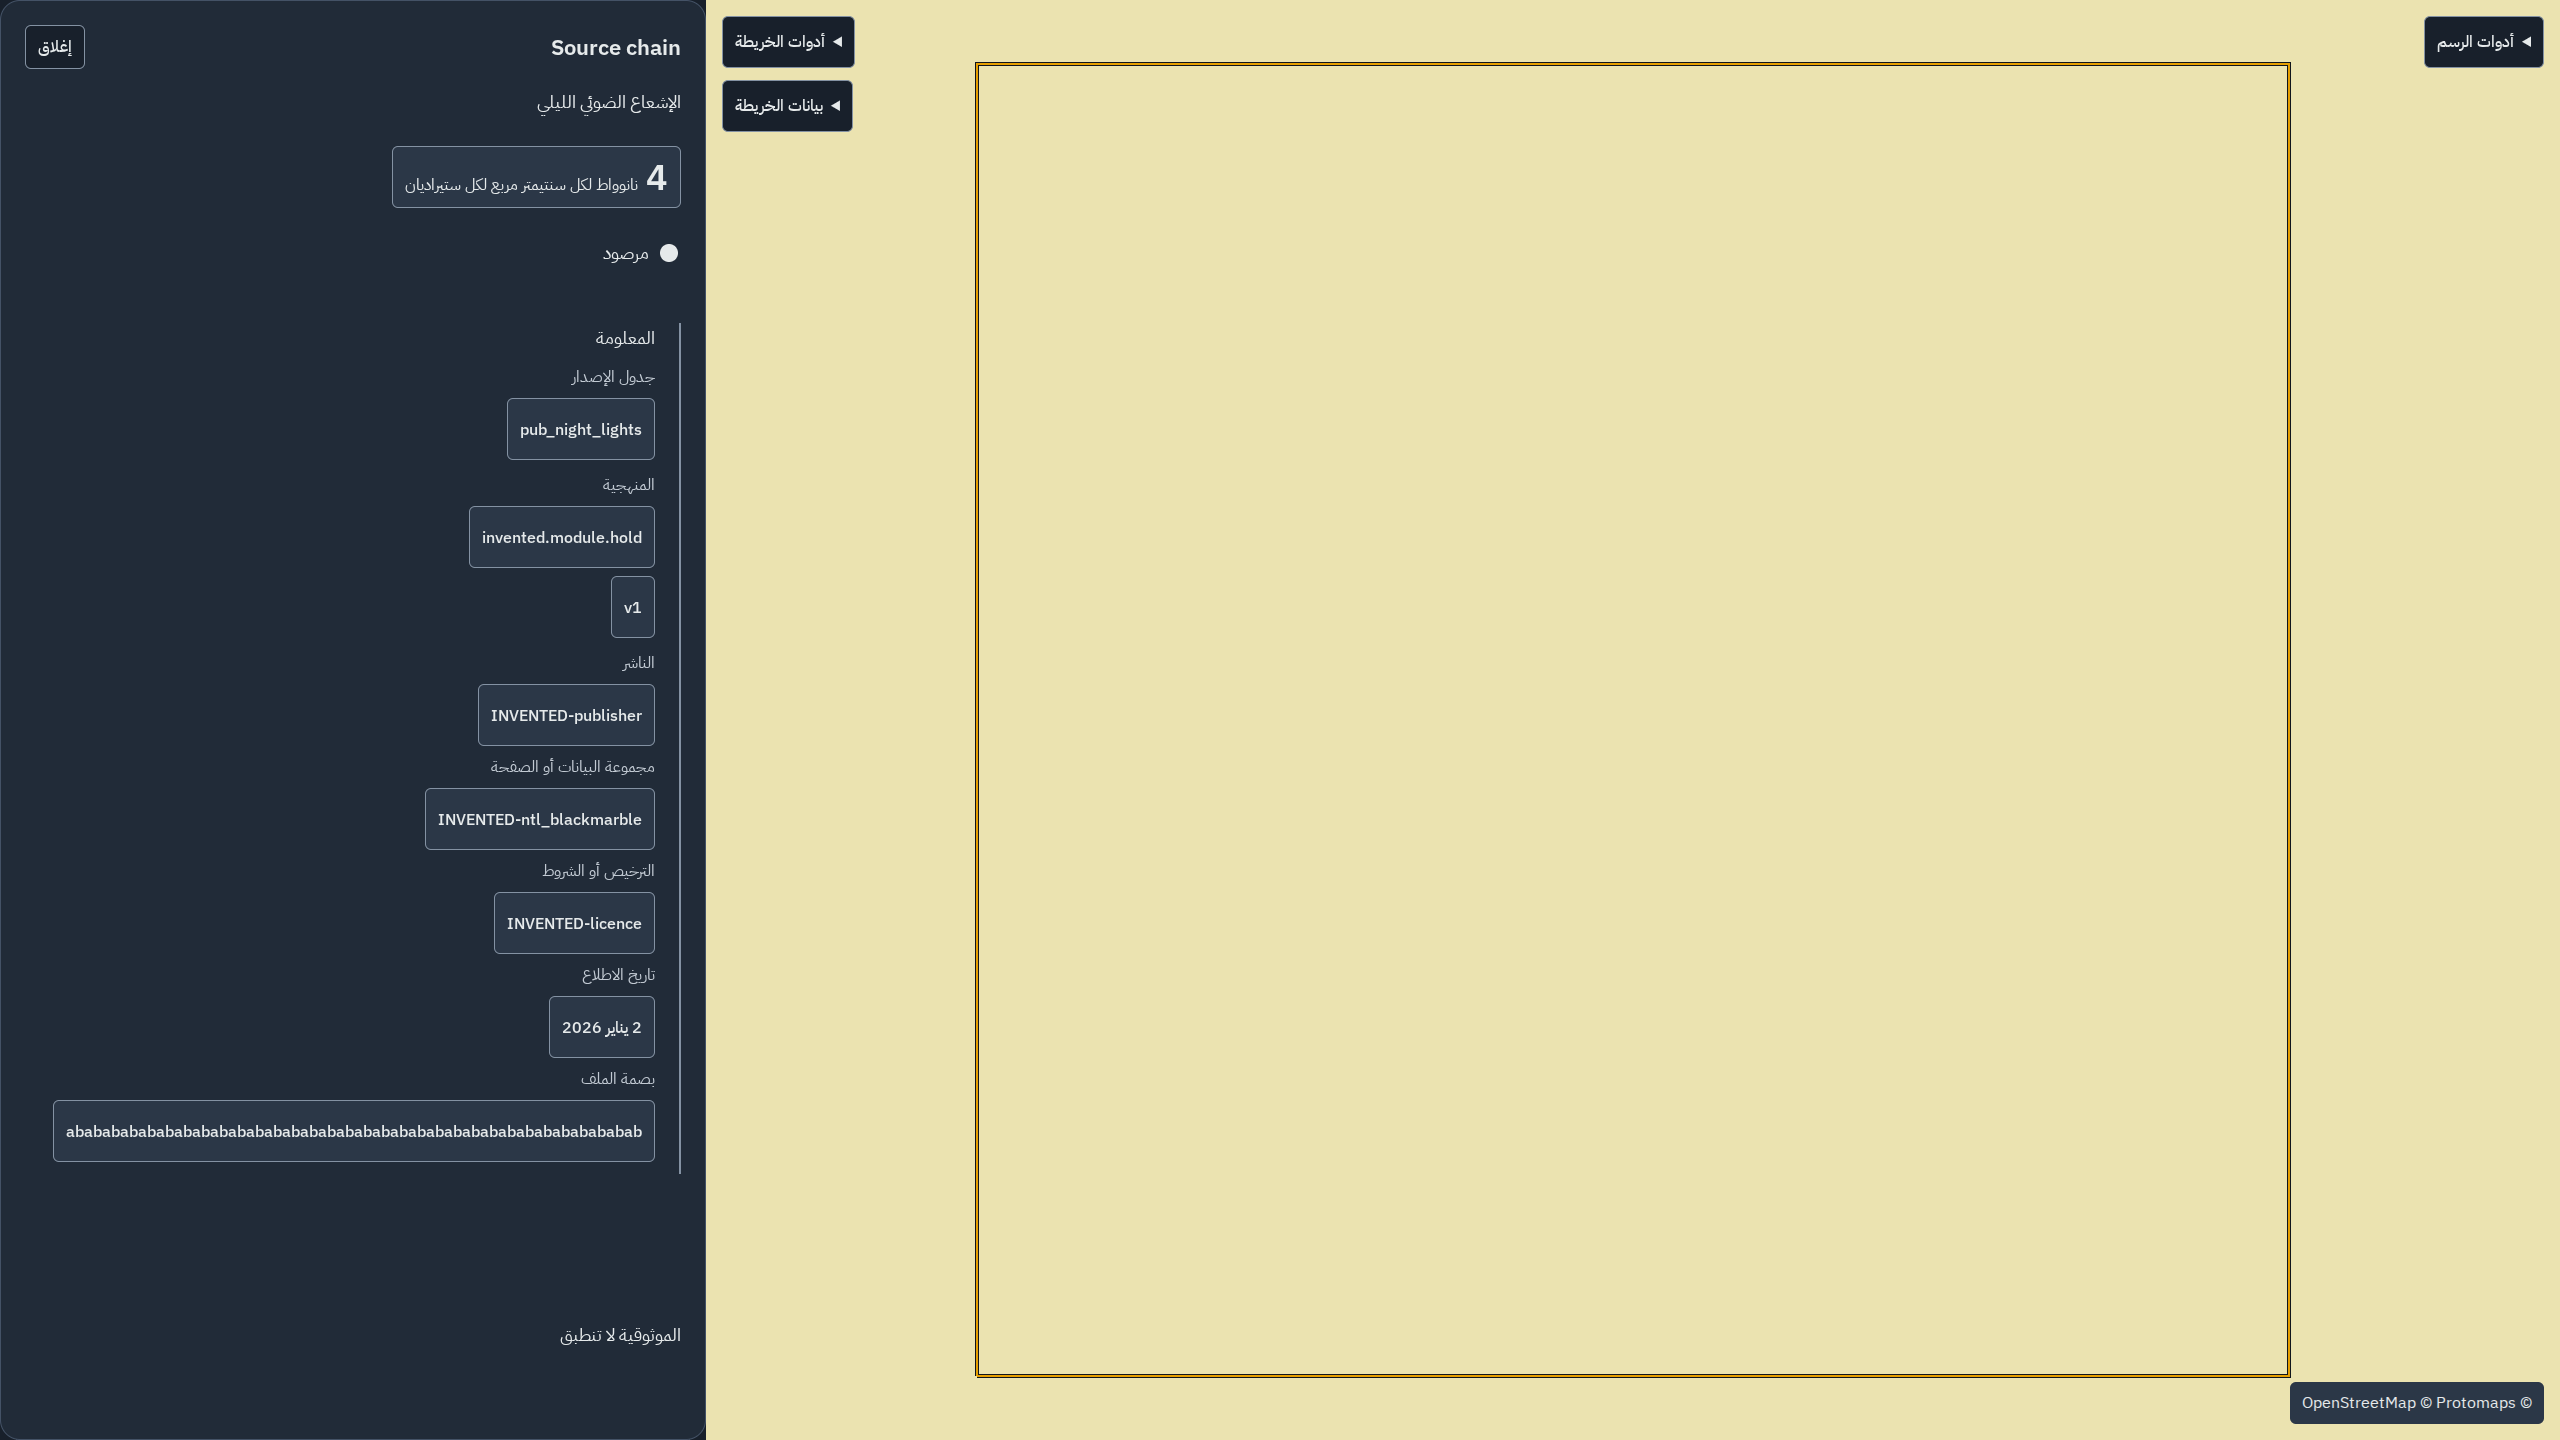 Source chain
إغلاق
الإشعاع الضوئي الليلي
4 نانوواط لكل سنتيمتر مربع لكل ستيراديان
مرصود
المعلومة
جدول الإصدار
pub_night_lights
المنهجية
invented.module.hold
v1
الناشر
INVENTED-publisher
مجموعة البيانات أو الصفحة
INVENTED-ntl_blackmarble
الترخيص أو الشروط
INVENTED-licence
تاريخ الاطلاع
2 يناير 2026
بصمة الملف
abababababababababababababababababababababababababababababababab
الموثوقية لا تنطبق
أدوات الرسم
أدوات الخريطة
بيانات الخريطة
OpenStreetMap © Protomaps ©